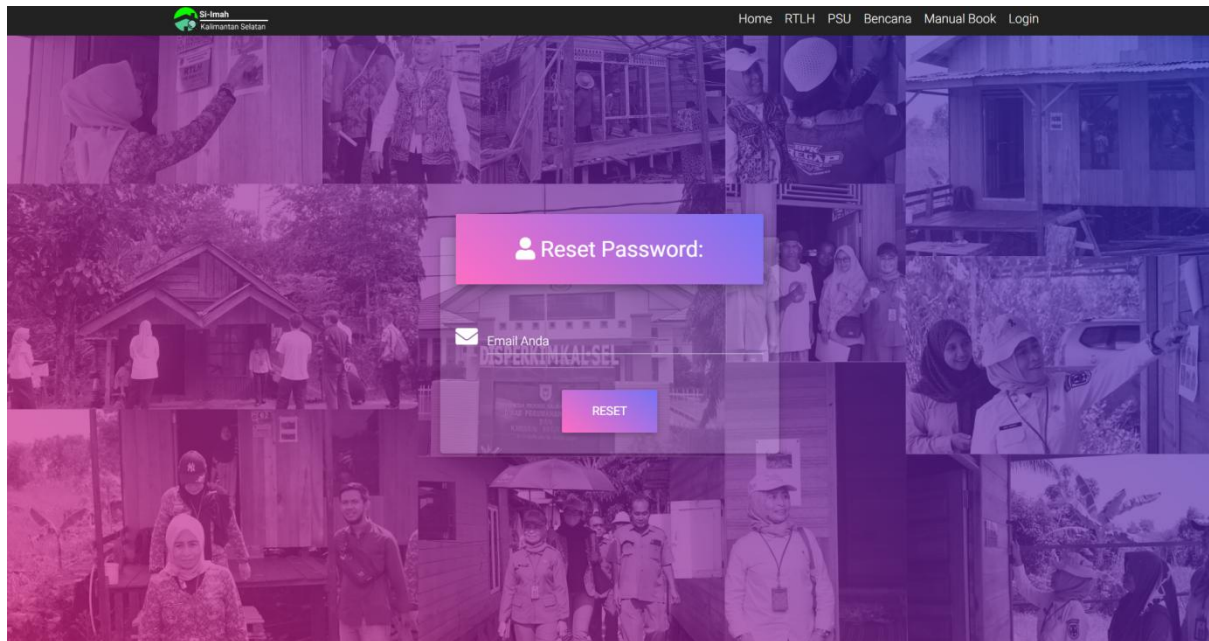 Si-Imah
Kalimantan Selatan
Home RTLH PSU Bencana Manual Book Login
Reset Password:
Email Anda
DISPERKIMKALSEL
RESET